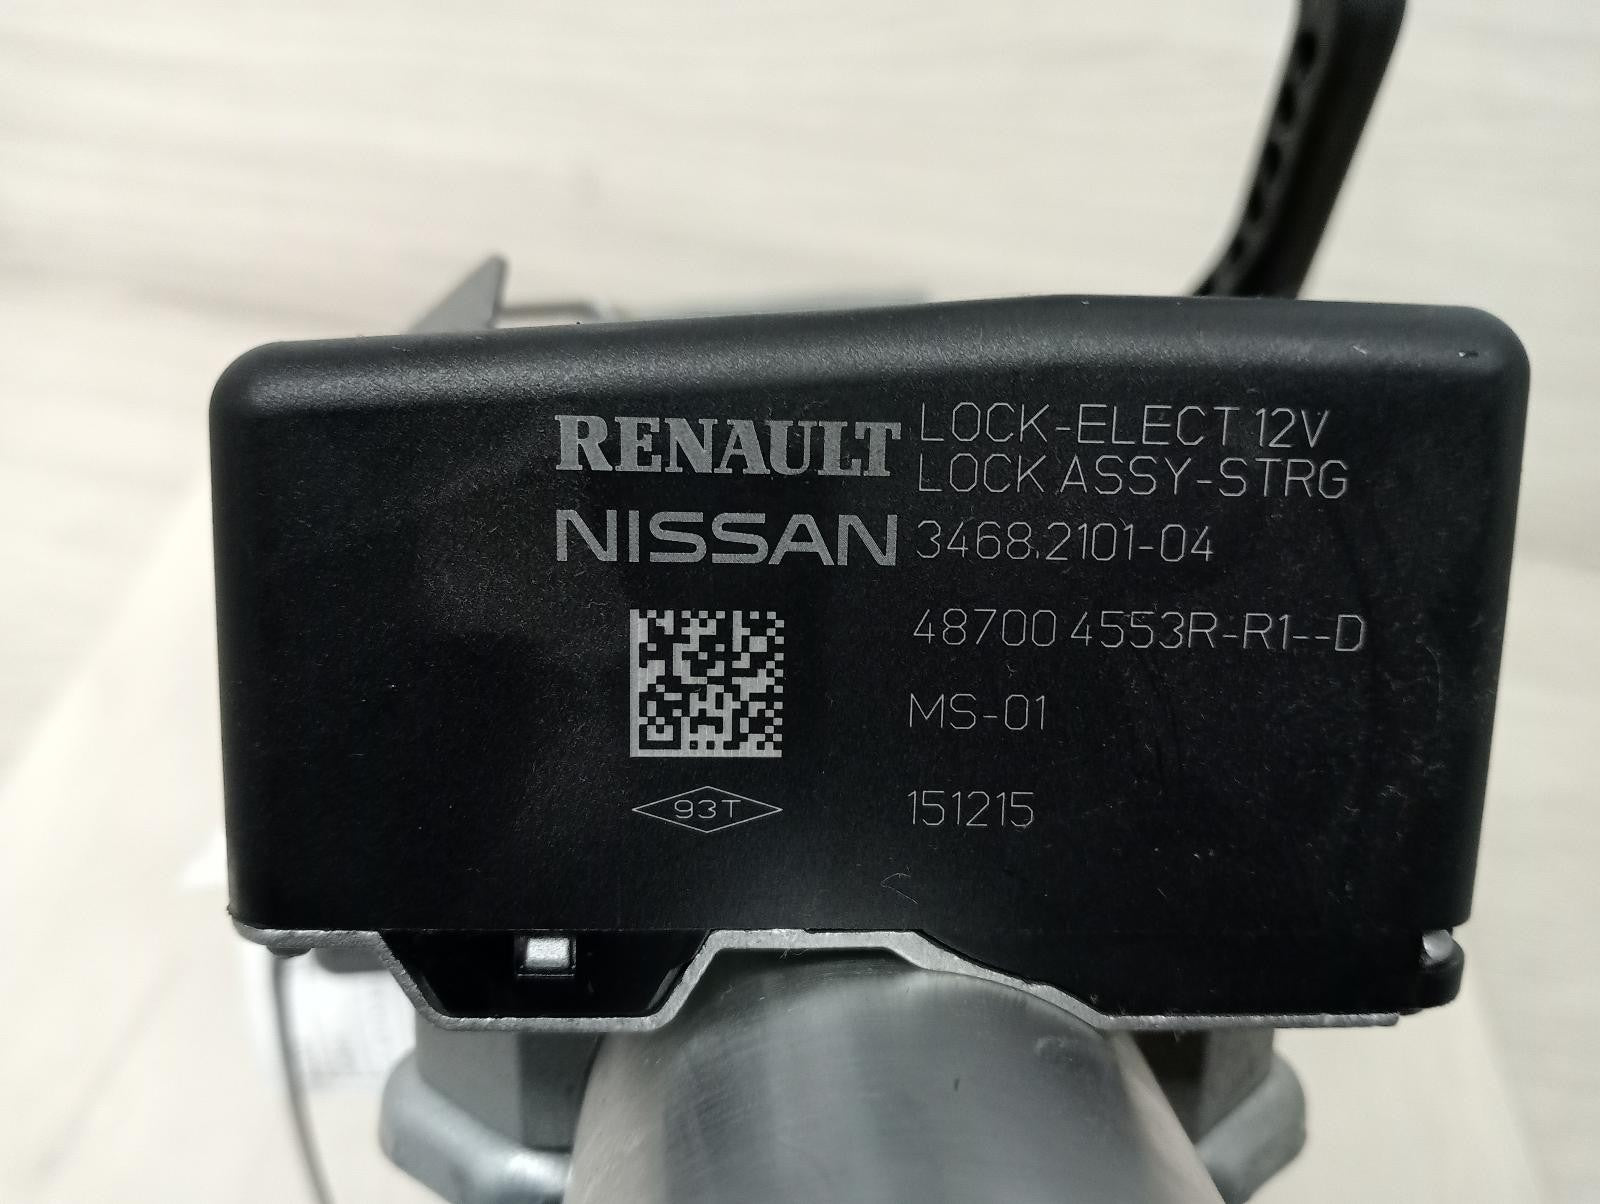 RENAULT LOCK-ELECT 12V
LOCK ASSY-STRG
NISSAN 3468.2101-04
48700 4553R-R1--D
MS-01
93T 151215